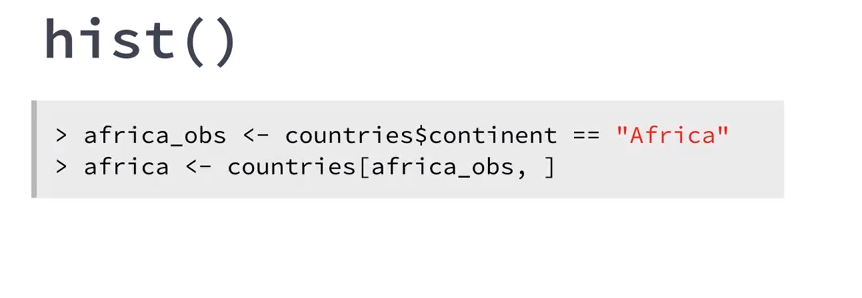 hist()
> africa_obs <- countries$continent == "Africa"
> africa <- countries[africa_obs, ]